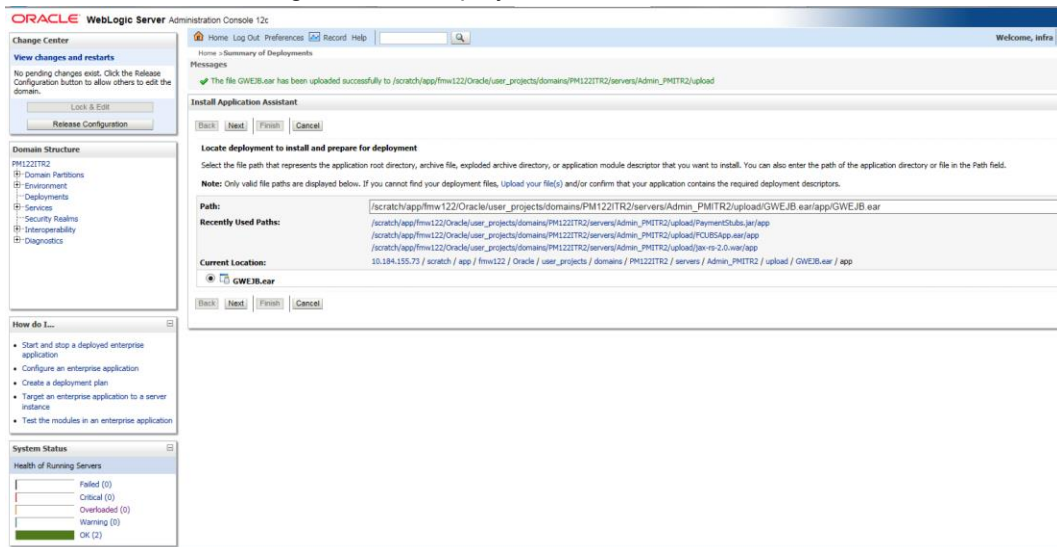 ORACLE WebLogic Server Administration Console 12c
Change Center
View changes and restarts
No pending changes exist. Click the Release
Configuration button to allow others to edit the
domain.
Lock & Edit
Release Configuration
Domain Structure
PM122ITR2
Domain Partitions
Environment
Deployments
Services
Security Realms
Interoperability
Diagnostics
How do I...
Start and stop a deployed enterprise
application
Configure an enterprise application
Create a deployment plan
Target an enterprise application to a server
instance
Test the modules in an enterprise application
System Status
Health of Running Servers
Failed (0)
Critical (0)
Overloaded (0)
Warning (0)
OK (2)
Home Log Out Preferences Record Help
Welcome, infra
Home >Summary of Deployments
Messages
The file GWEJB.ear has been uploaded successfully to /scratch/app/fmw122/Oracle/user_projects/domains/PM122ITR2/servers/Admin_PMITR2/upload
Install Application Assistant
Back Next Finish Cancel
Locate deployment to install and prepare for deployment
Select the file path that represents the application root directory, archive file, exploded archive directory, or application module descriptor that you want to install. You can also enter the path of the application directory or file in the Path field.
Note: Only valid file paths are displayed below. If you cannot find your deployment files, Upload your file(s) and/or confirm that your application contains the required deployment descriptors.
Path: /scratch/app/fmw122/Oracle/user_projects/domains/PM122ITR2/servers/Admin_PMITR2/upload/GWEJB.ear/app/GWEJB.ear
Recently Used Paths: /scratch/app/fmw122/Oracle/user_projects/domains/PM122ITR2/servers/Admin_PMITR2/upload/PaymentStubs.jar/app
/scratch/app/fmw122/Oracle/user_projects/domains/PM122ITR2/servers/Admin_PMITR2/upload/FCUBSApp.ear/app
/scratch/app/fmw122/Oracle/user_projects/domains/PM122ITR2/servers/Admin_PMITR2/upload/jax-rs-2.0.war/app
Current Location: 10.184.155.73 / scratch / app / fmw122 / Oracle / user_projects / domains / PM122ITR2 / servers / Admin_PMITR2 / upload / GWEJB.ear / app
GWEJB.ear
Back Next Finish Cancel